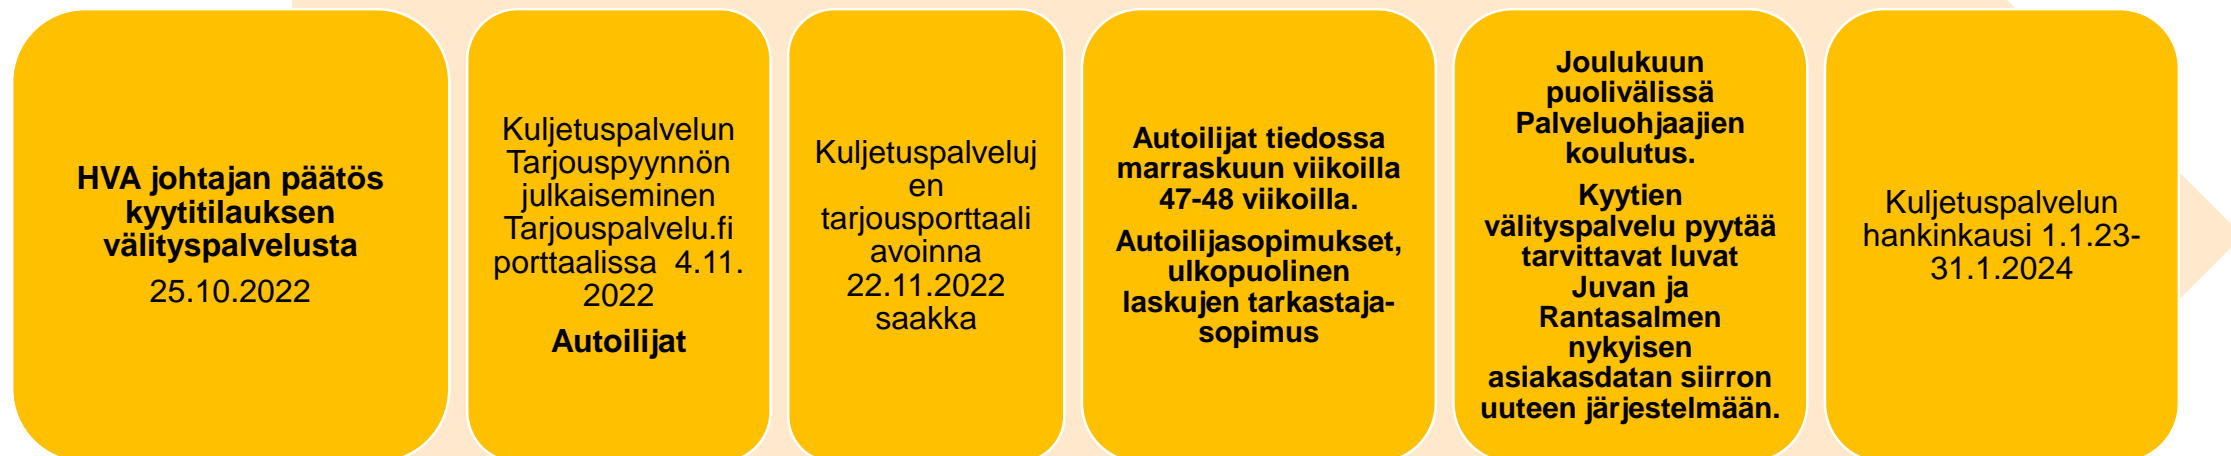 HVA johtajan päätös
kyytitilauksen
välityspalvelusta
25.10.2022
Kuljetuspalvelun
Tarjouspyynnön
julkaiseminen
Tarjouspalvelu.fi
porttaalissa 4.11.
2022
Autoilijat
Kuljetuspalveluj
en
tarjousporttaali
avoinna
22.11.2022
saakka
Autoilijat tiedossa
marraskuun viikoilla
47-48 viikoilla.
Autoilijasopimukset,
ulkopuolinen
laskujen tarkastaja-
sopimus
Joulukuun
puolivälissä
Palveluohjaajien
koulutus.
Kyytien
välityspalvelu pyytää
tarvittavat luvat
Juvan ja
Rantasalmen
nykyisen
asiakasdatan siirron
uuteen järjestelmään.
Kuljetuspalvelun
hankinkausi 1.1.23-
31.1.2024